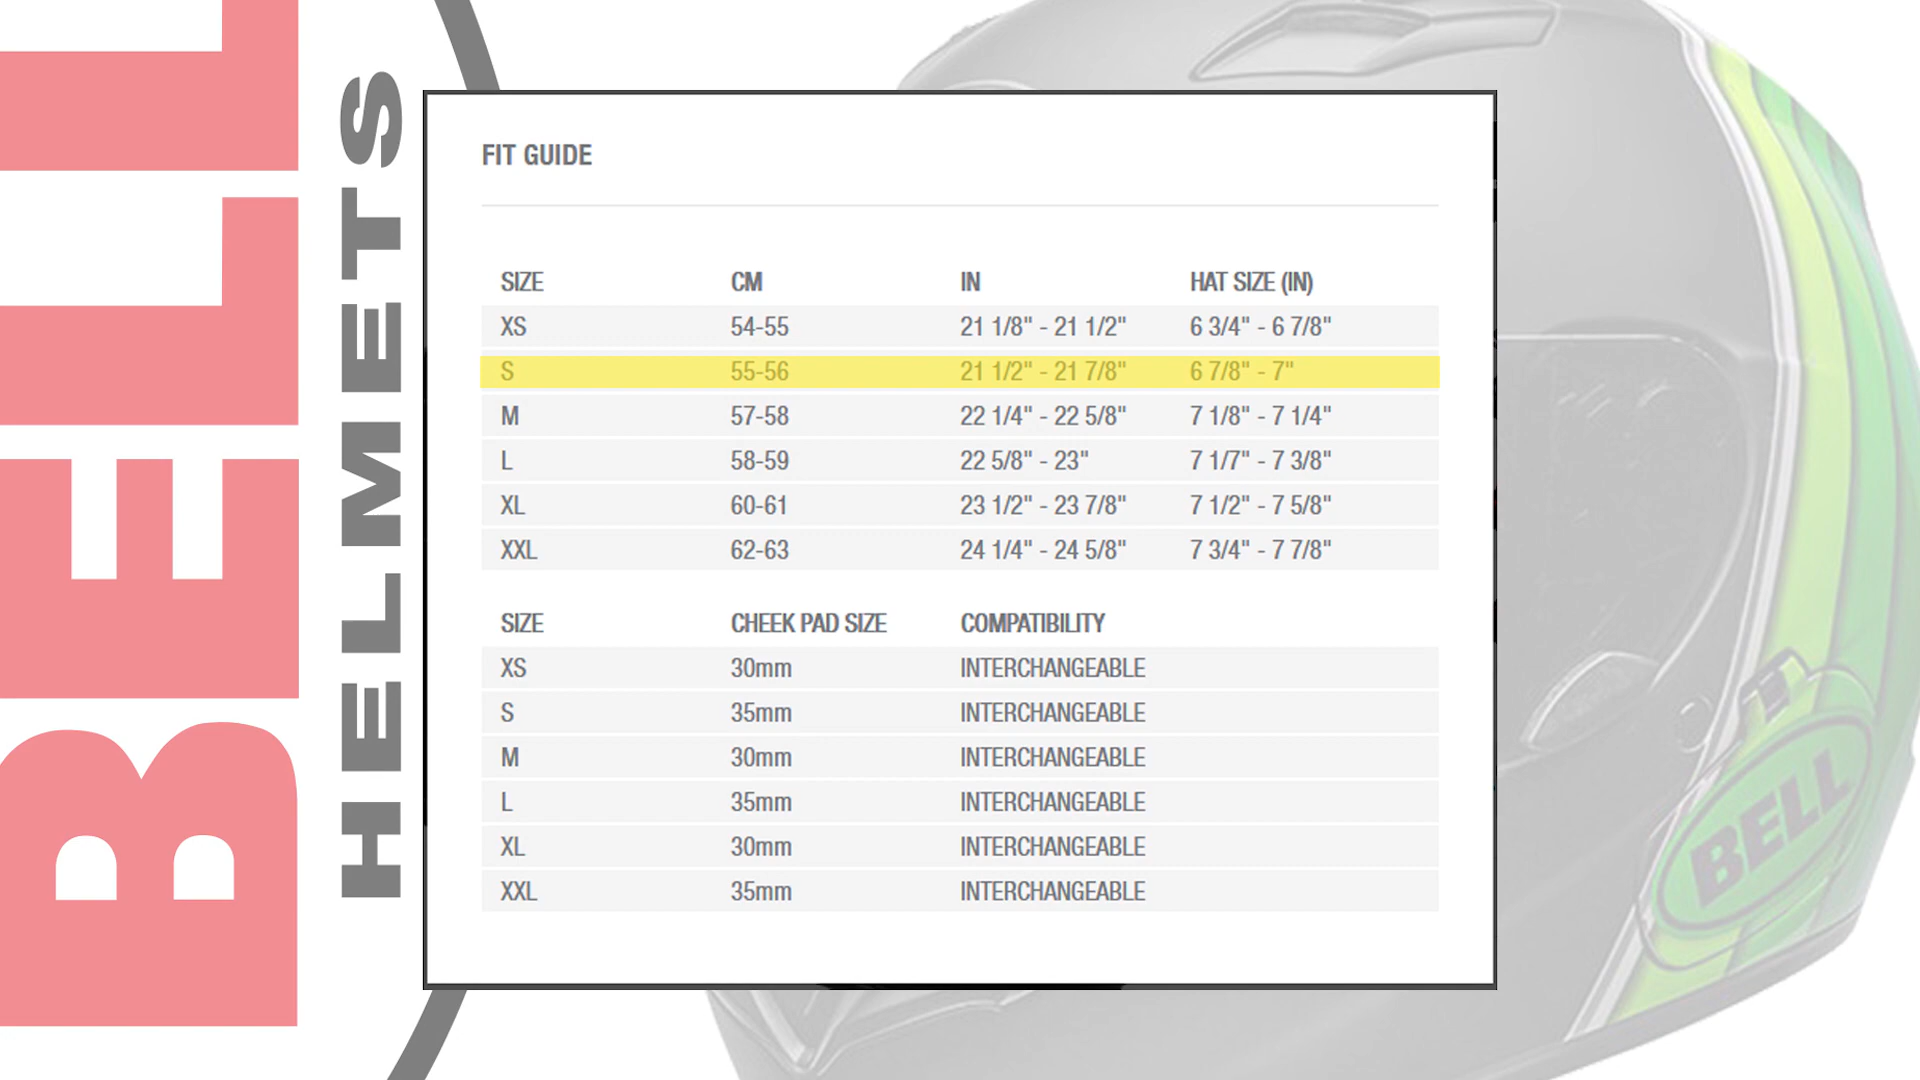 BELL
HELMETS
FIT GUIDE
SIZE CM IN HAT SIZE (IN)
XS 54-55 21 1/8" - 21 1/2" 6 3/4" - 6 7/8"
S 55-56 21 1/2" - 21 7/8" 6 7/8" - 7"
M 57-58 22 1/4" - 22 5/8" 7 1/8" - 7 1/4"
L 58-59 22 5/8" - 23" 7 1/7" - 7 3/8"
XL 60-61 23 1/2" - 23 7/8" 7 1/2" - 7 5/8"
XXL 62-63 24 1/4" - 24 5/8" 7 3/4" - 7 7/8"
SIZE CHEEK PAD SIZE COMPATIBILITY
XS 30mm INTERCHANGEABLE
S 35mm INTERCHANGEABLE
M 30mm INTERCHANGEABLE
L 35mm INTERCHANGEABLE
XL 30mm INTERCHANGEABLE
XXL 35mm INTERCHANGEABLE
BELL